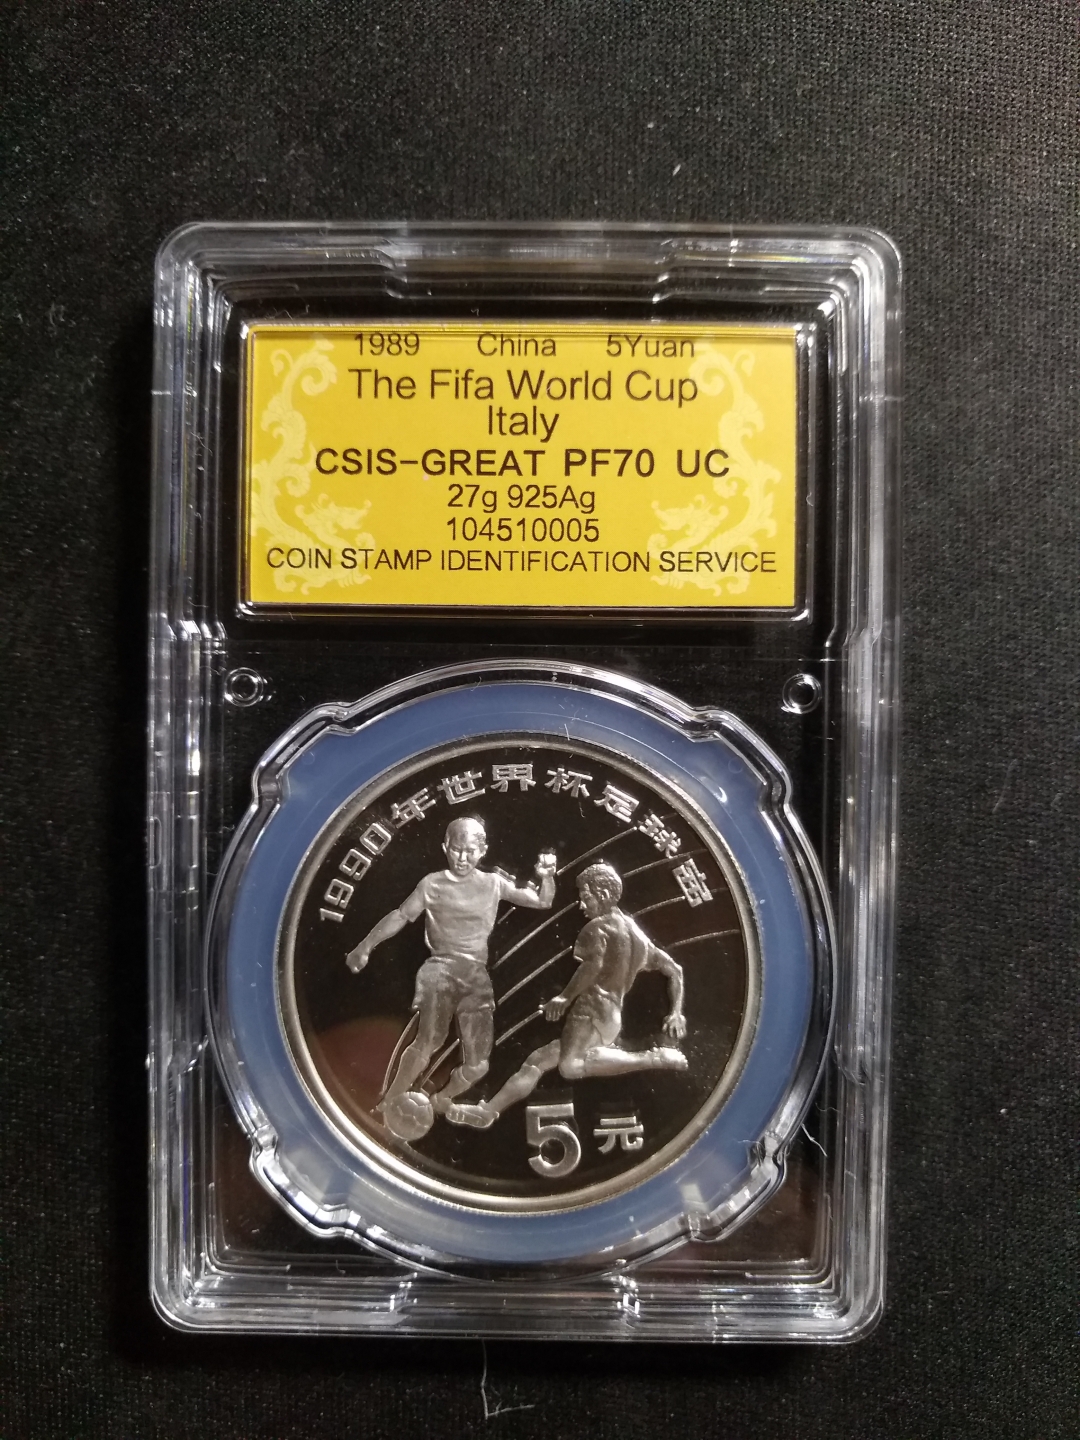 1989 China 5Yuan
The Fifa World Cup
Italy
CSIS-GREAT PF70 UC
27g 925Ag
104510005
COIN STAMP IDENTIFICATION SERVICE
1990年世界杯足球赛
5元